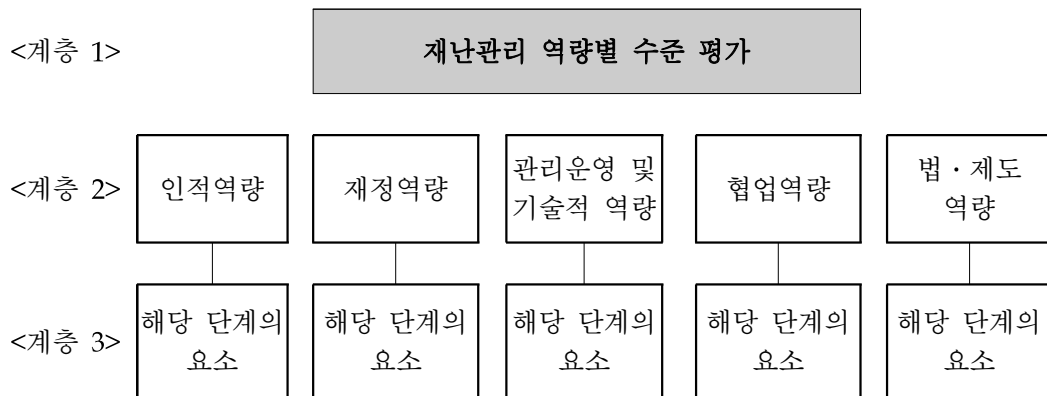 <계층 1> 재난관리 역량별 수준 평가
<계층 2> 인적역량 재정역량 관리운영 및 기술적 역량 협업역량 법·제도 역량
<계층 3> 해당 단계의 요소 해당 단계의 요소 해당 단계의 요소 해당 단계의 요소 해당 단계의 요소